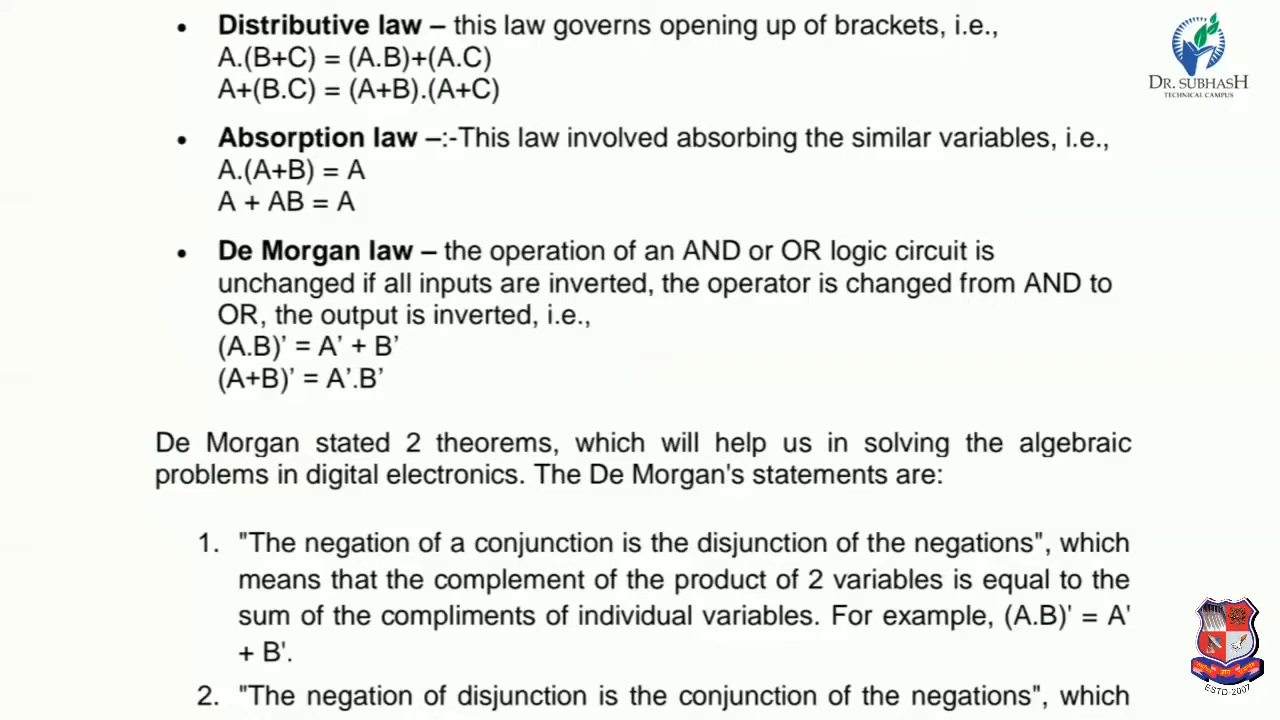 • Distributive law – this law governs opening up of brackets, i.e.,
A.(B+C) = (A.B)+(A.C)
A+(B.C) = (A+B).(A+C)
• Absorption law –:-This law involved absorbing the similar variables, i.e.,
A.(A+B) = A
A + AB = A
• De Morgan law – the operation of an AND or OR logic circuit is
unchanged if all inputs are inverted, the operator is changed from AND to
OR, the output is inverted, i.e.,
(A.B)’ = A’ + B’
(A+B)’ = A’.B’
De Morgan stated 2 theorems, which will help us in solving the algebraic
problems in digital electronics. The De Morgan's statements are:
1. "The negation of a conjunction is the disjunction of the negations", which
means that the complement of the product of 2 variables is equal to the
sum of the compliments of individual variables. For example, (A.B)' = A'
+ B'.
2. "The negation of disjunction is the conjunction of the negations", which
DR. SUBHASH
TECHNICAL CAMPUS
ESTD-2007